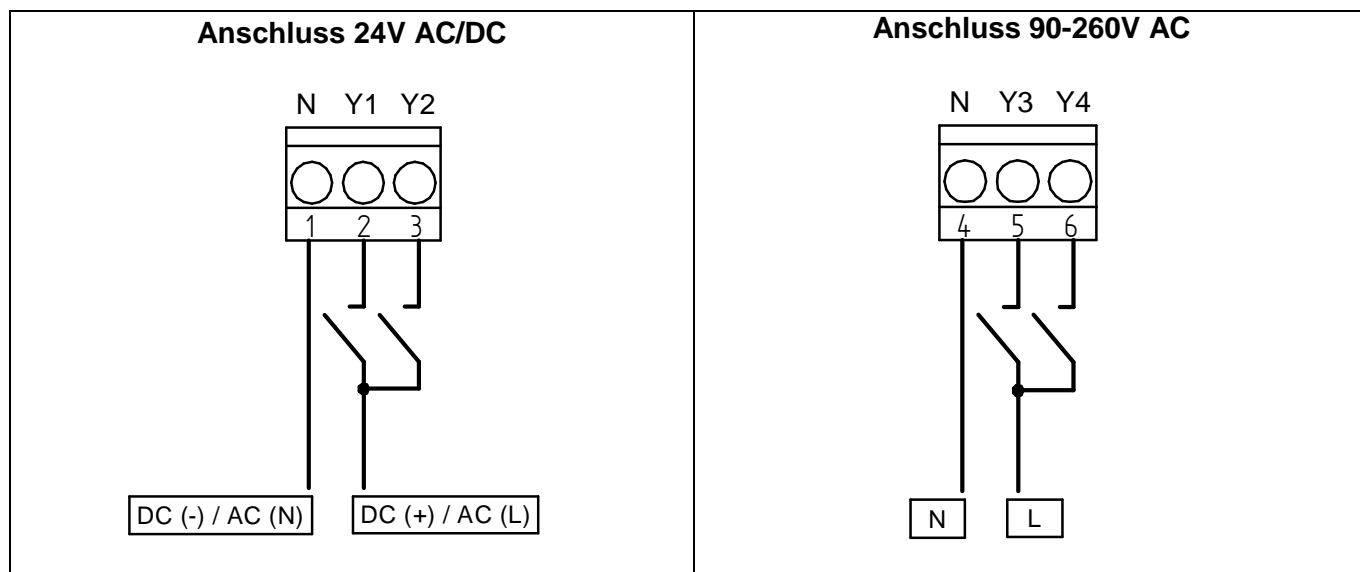 Anschluss 24V AC/DC
N Y1 Y2
1 2 3
DC (-) / AC (N) DC (+) / AC (L)
Anschluss 90-260V AC
N Y3 Y4
4 5 6
N L